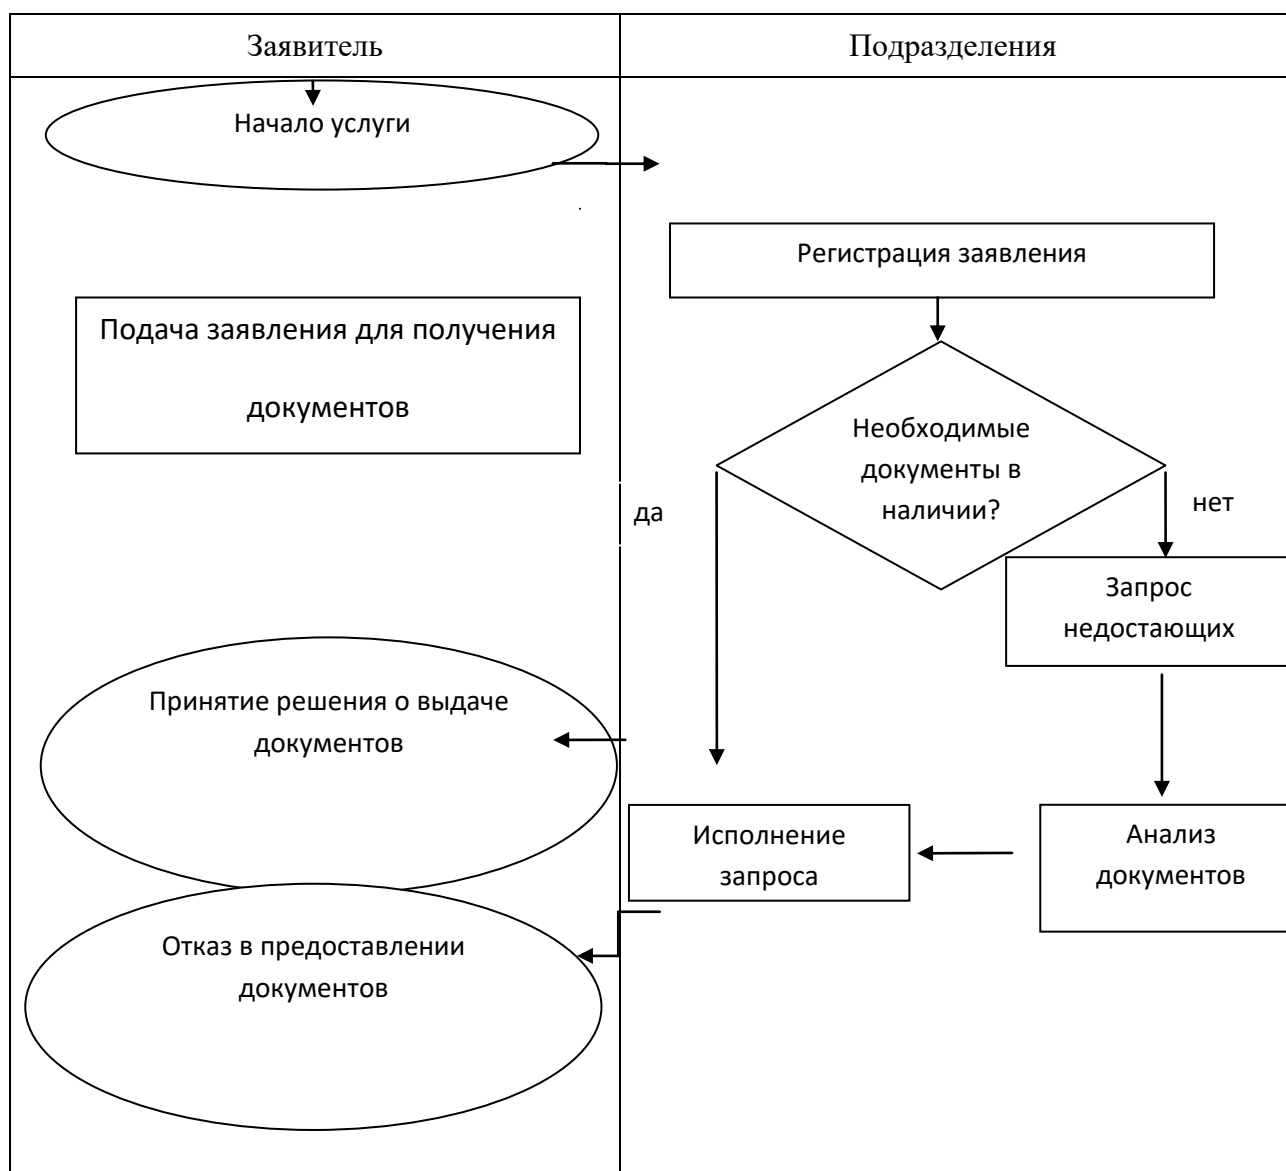 Заявитель
Подразделения
Начало услуги
Регистрация заявления
Подача заявления для получения
документов
Необходимые
документы в
наличии?
да
нет
Запрос
недостающих
Принятие решения о выдаче
документов
Исполнение
запроса
Анализ
документов
Отказ в предоставлении
документов